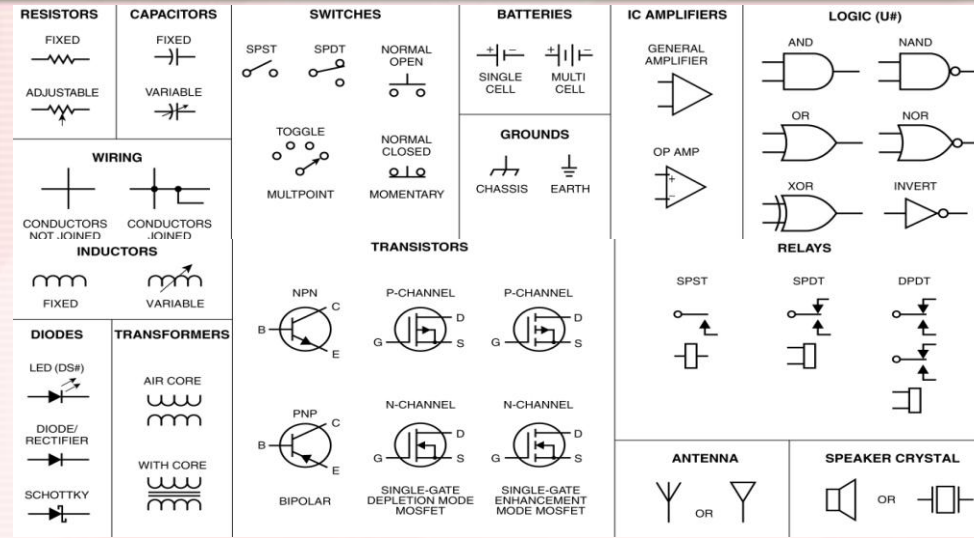 RESISTORS
FIXED
ADJUSTABLE
CAPACITORS
FIXED
VARIABLE
WIRING
CONDUCTORS
NOT JOINED
CONDUCTORS
JOINED
SWITCHES
SPST
SPDT
NORMAL
OPEN
TOGGLE
MULTPOINT
NORMAL
CLOSED
MOMENTARY
BATTERIES
+ −
SINGLE
CELL
+ −
MULTI
CELL
GROUNDS
CHASSIS
EARTH
IC AMPLIFIERS
GENERAL
AMPLIFIER
OP AMP
+
−
LOGIC (U#)
AND
NAND
OR
NOR
XOR
INVERT
INDUCTORS
FIXED
VARIABLE
DIODES
LED (DS#)
DIODE/
RECTIFIER
SCHOTTKY
TRANSFORMERS
AIR CORE
WITH CORE
TRANSISTORS
NPN
C
B
E
P-CHANNEL
D
G
S
P-CHANNEL
D
G
S
PNP
C
B
E
BIPOLAR
N-CHANNEL
D
G
S
SINGLE-GATE
DEPLETION MODE
MOSFET
N-CHANNEL
D
G
S
SINGLE-GATE
ENHANCEMENT
MODE MOSFET
RELAYS
SPST
SPDT
DPDT
ANTENNA
OR
SPEAKER CRYSTAL
OR